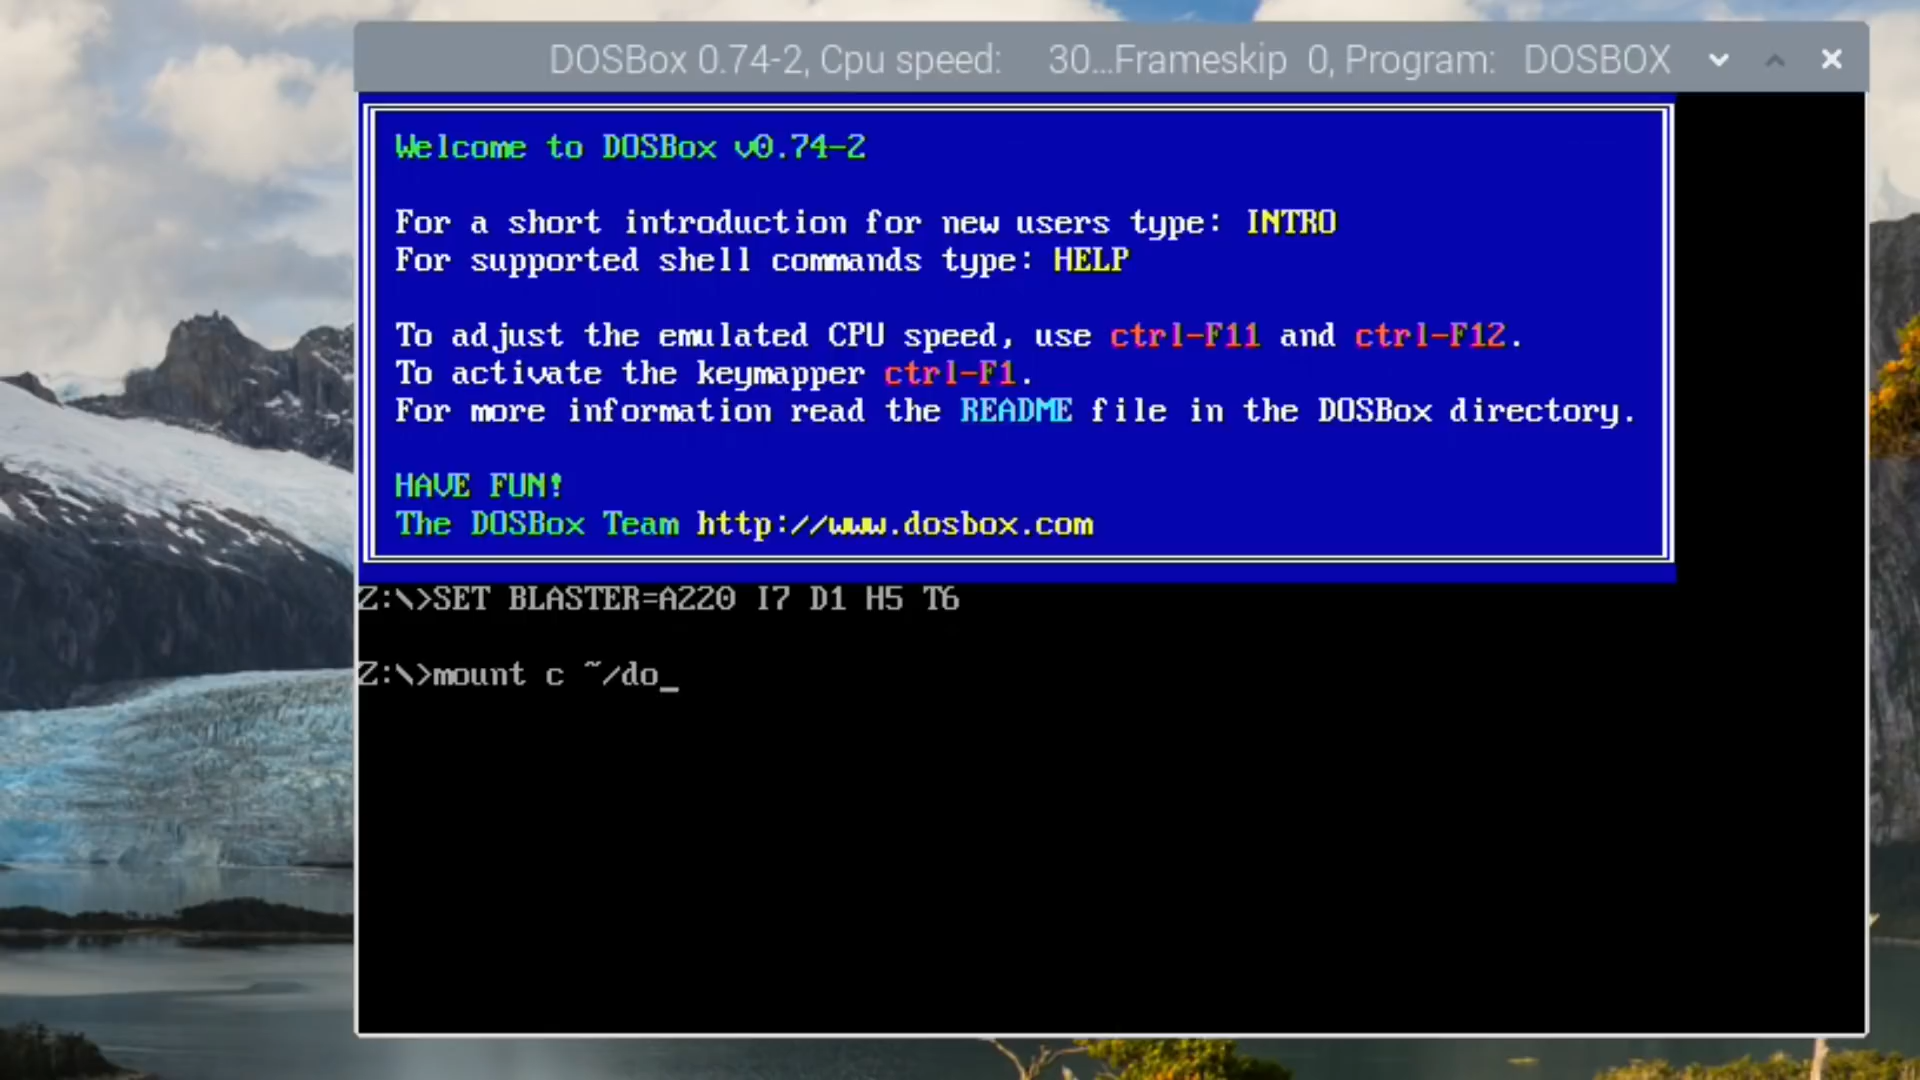 DOSBox 0.74-2, Cpu speed: 30...Frameskip 0, Program: DOSBOX
Welcome to DOSBox v0.74-2
For a short introduction for new users type: INTRO
For supported shell commands type: HELP
To adjust the emulated CPU speed, use ctrl-F11 and ctrl-F12.
To activate the keymapper ctrl-F1.
For more information read the README file in the DOSBox directory.
HAVE FUN!
The DOSBox Team http://www.dosbox.com
Z:\>SET BLASTER=A220 I7 D1 H5 T6
Z:\>mount c ~/do_